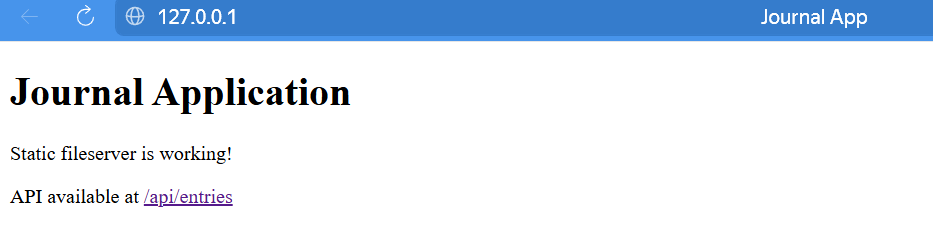 127.0.0.1 Journal App
Journal Application
Static fileserver is working!
API available at /api/entries